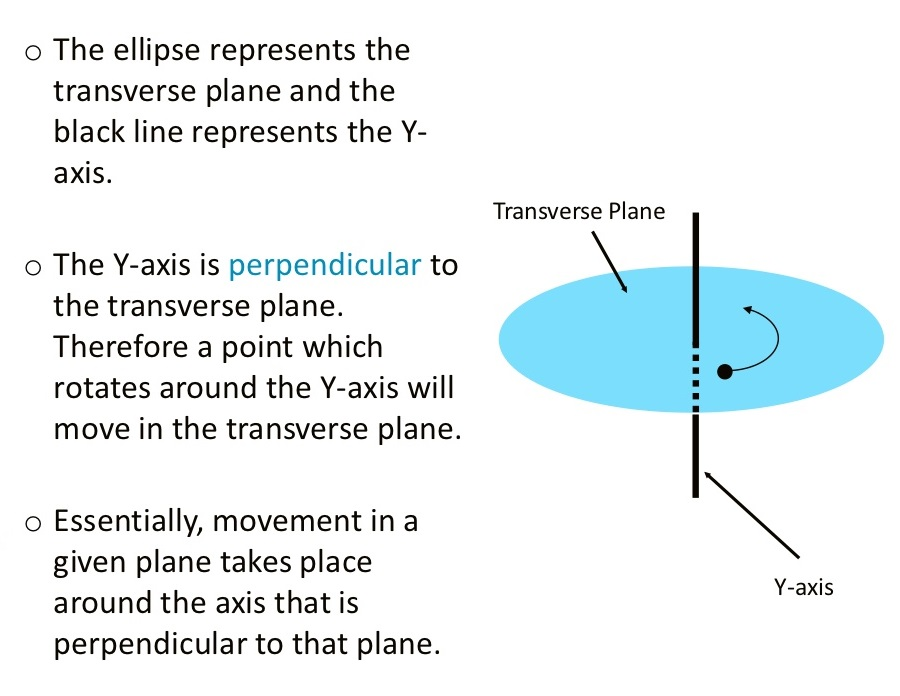 ○ The ellipse represents the
transverse plane and the
black line represents the Y-
axis.
○ The Y-axis is perpendicular to
the transverse plane.
Therefore a point which
rotates around the Y-axis will
move in the transverse plane.
○ Essentially, movement in a
given plane takes place
around the axis that is
perpendicular to that plane.
Transverse Plane
Y-axis